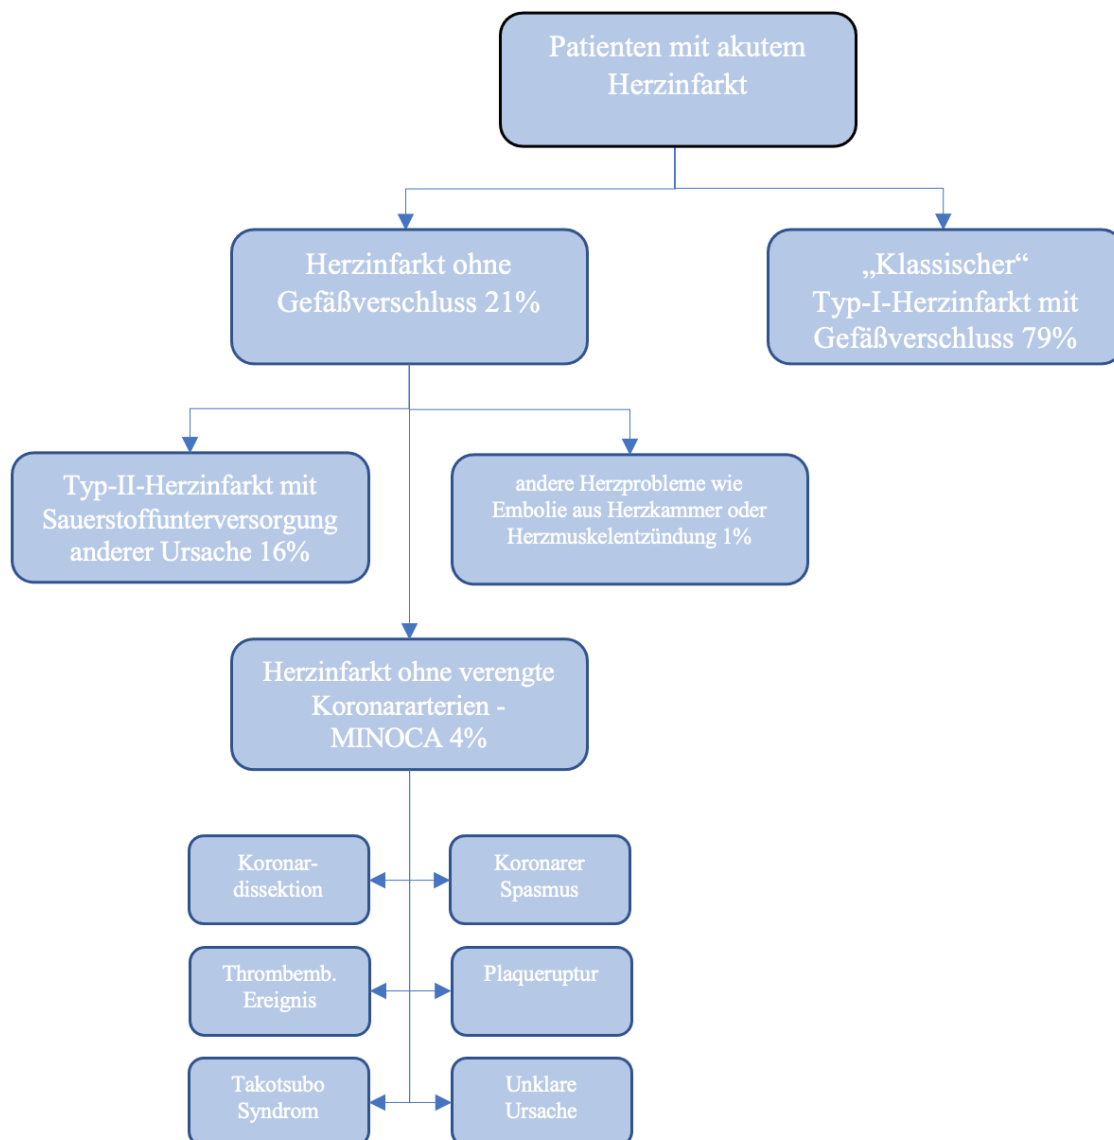 Patienten mit akutem
Herzinfarkt
Herzinfarkt ohne
Gefäßverschluss 21%
„Klassischer“
Typ-I-Herzinfarkt mit
Gefäßverschluss 79%
Typ-II-Herzinfarkt mit
Sauerstoffunterversorgung
anderer Ursache 16%
andere Herzprobleme wie
Embolie aus Herzkammer oder
Herzmuskelentzündung 1%
Herzinfarkt ohne verengte
Koronararterien -
MINOCA 4%
Koronar-
dissektion
Koronarer
Spasmus
Thrombemb.
Ereignis
Plaqueruptur
Takotsubo
Syndrom
Unklare
Ursache